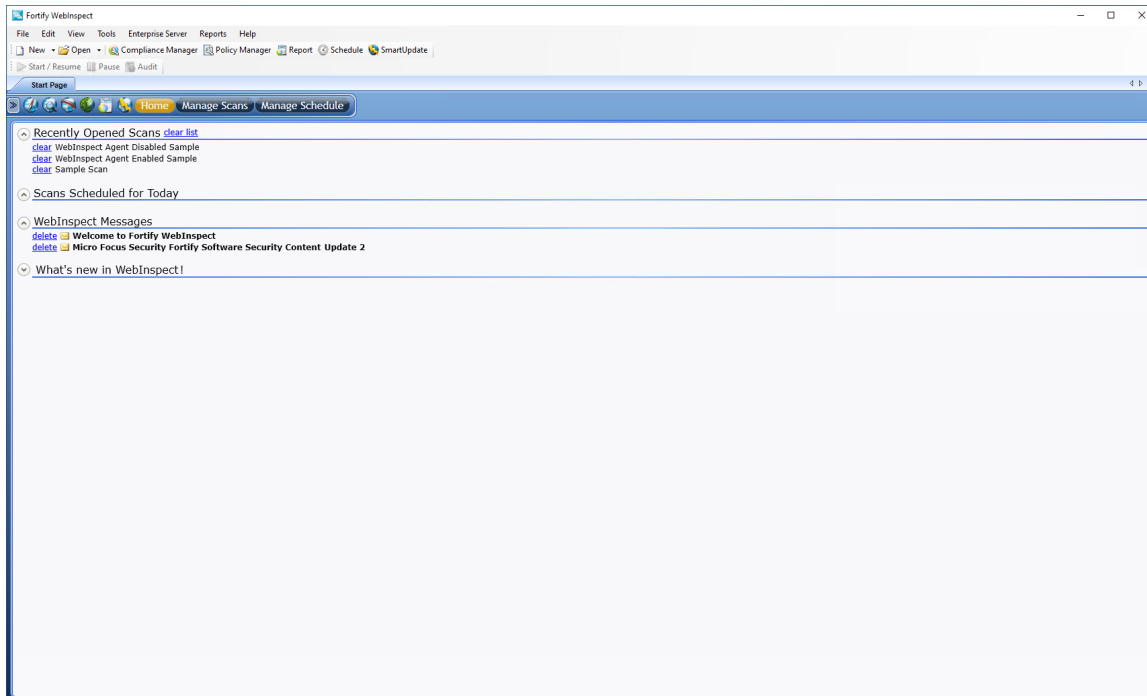 Fortify WebInspect
File Edit View Tools Enterprise Server Reports Help
New Open Compliance Manager Policy Manager Report Schedule SmartUpdate
Start / Resume Pause Audit
Start Page
Home Manage Scans Manage Schedule
Recently Opened Scans clear list
clear WebInspect Agent Disabled Sample
clear WebInspect Agent Enabled Sample
clear Sample Scan
Scans Scheduled for Today
WebInspect Messages
delete Welcome to Fortify WebInspect
delete Micro Focus Security Fortify Software Security Content Update 2
What's new in WebInspect!